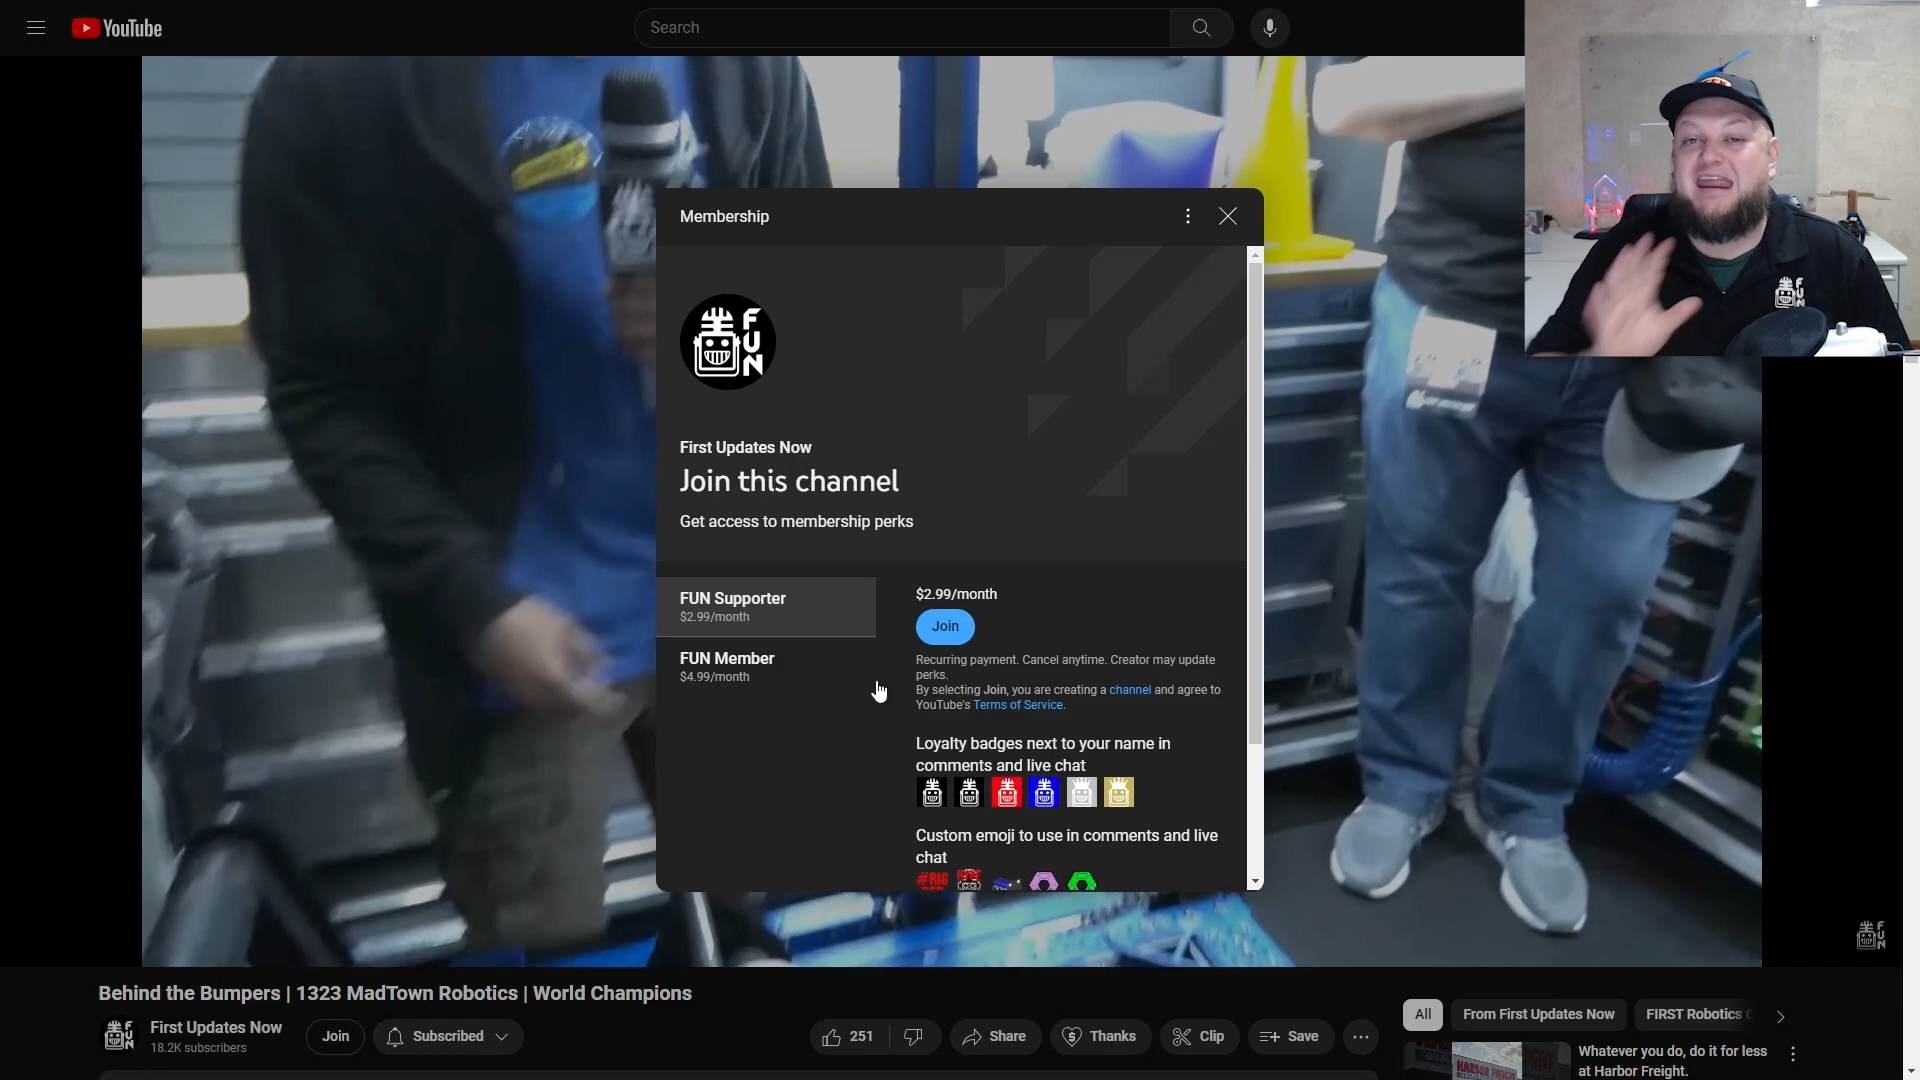 YouTube
Search
Membership
FUN
First Updates Now
Join this channel
Get access to membership perks
FUN Supporter
$2.99/month
FUN Member
$4.99/month
$2.99/month
Join
Recurring payment. Cancel anytime. Creator may update
perks.
By selecting Join, you are creating a channel and agree to
YouTube's Terms of Service.
Loyalty badges next to your name in
comments and live chat
Custom emoji to use in comments and live
chat
#BIG
FUN
FUN
Behind the Bumpers | 1323 MadTown Robotics | World Champions
FUN
First Updates Now
18.2K subscribers
Join
Subscribed
251
Share
Thanks
Clip
Save
All
From First Updates Now
FIRST Robotics C
Whatever you do, do it for less
at Harbor Freight.